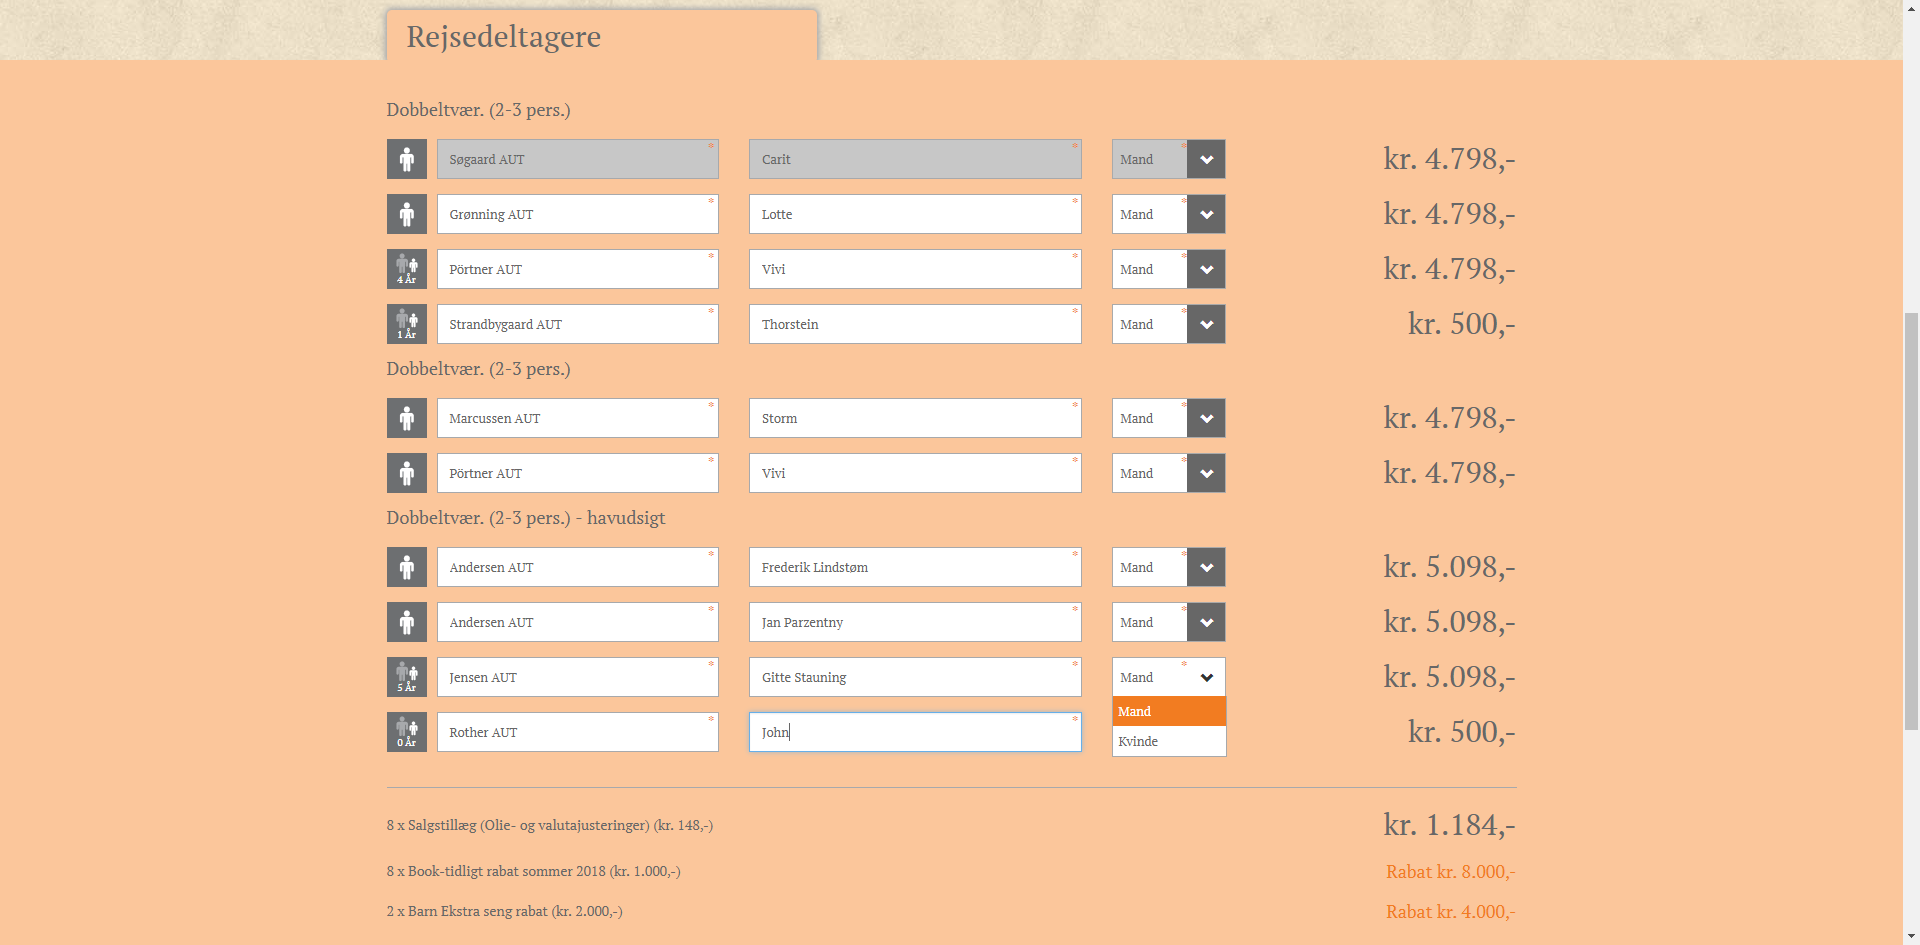 Rejsedeltagere
Dobbeltvær. (2-3 pers.)
Søgaard AUT * Carit * Mand * kr. 4.798,-
Grønning AUT * Lotte * Mand * kr. 4.798,-
4 År Pörtner AUT * Vivi * Mand * kr. 4.798,-
1 År Strandbygaard AUT * Thorstein * Mand * kr. 500,-
Dobbeltvær. (2-3 pers.)
Marcussen AUT * Storm * Mand * kr. 4.798,-
Pörtner AUT * Vivi * Mand * kr. 4.798,-
Dobbeltvær. (2-3 pers.) - havudsigt
Andersen AUT * Frederik Lindstøm * Mand * kr. 5.098,-
Andersen AUT * Jan Parzentny * Mand * kr. 5.098,-
5 År Jensen AUT * Gitte Stauning * Mand * kr. 5.098,-
Mand
0 År Rother AUT * John * kr. 500,-
Kvinde
8 x Salgstillæg (Olie- og valutajusteringer) (kr. 148,-) kr. 1.184,-
8 x Book-tidligt rabat sommer 2018 (kr. 1.000,-) Rabat kr. 8.000,-
2 x Barn Ekstra seng rabat (kr. 2.000,-) Rabat kr. 4.000,-